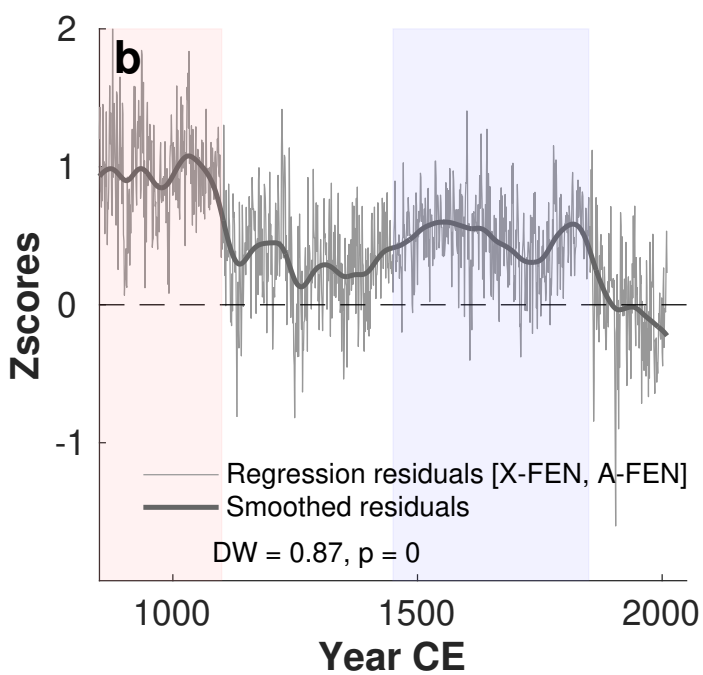 b
2
1
0
-1
Zscores
Regression residuals [X-FEN, A-FEN]
Smoothed residuals
DW = 0.87, p = 0
1000 1500 2000
Year CE